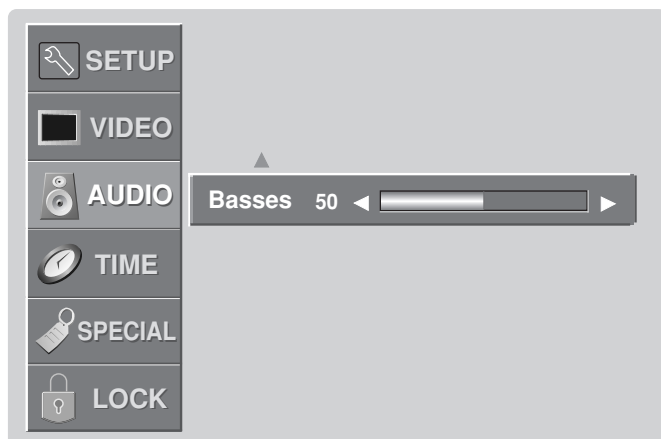 SETUP
VIDEO
AUDIO
Basses 50
TIME
SPECIAL
LOCK